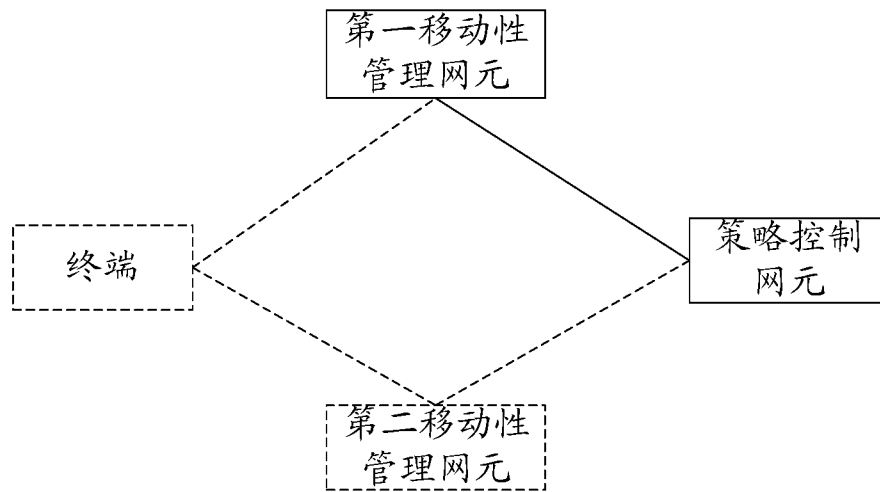 第一移动性
管理网元
终端
策略控制
网元
第二移动性
管理网元